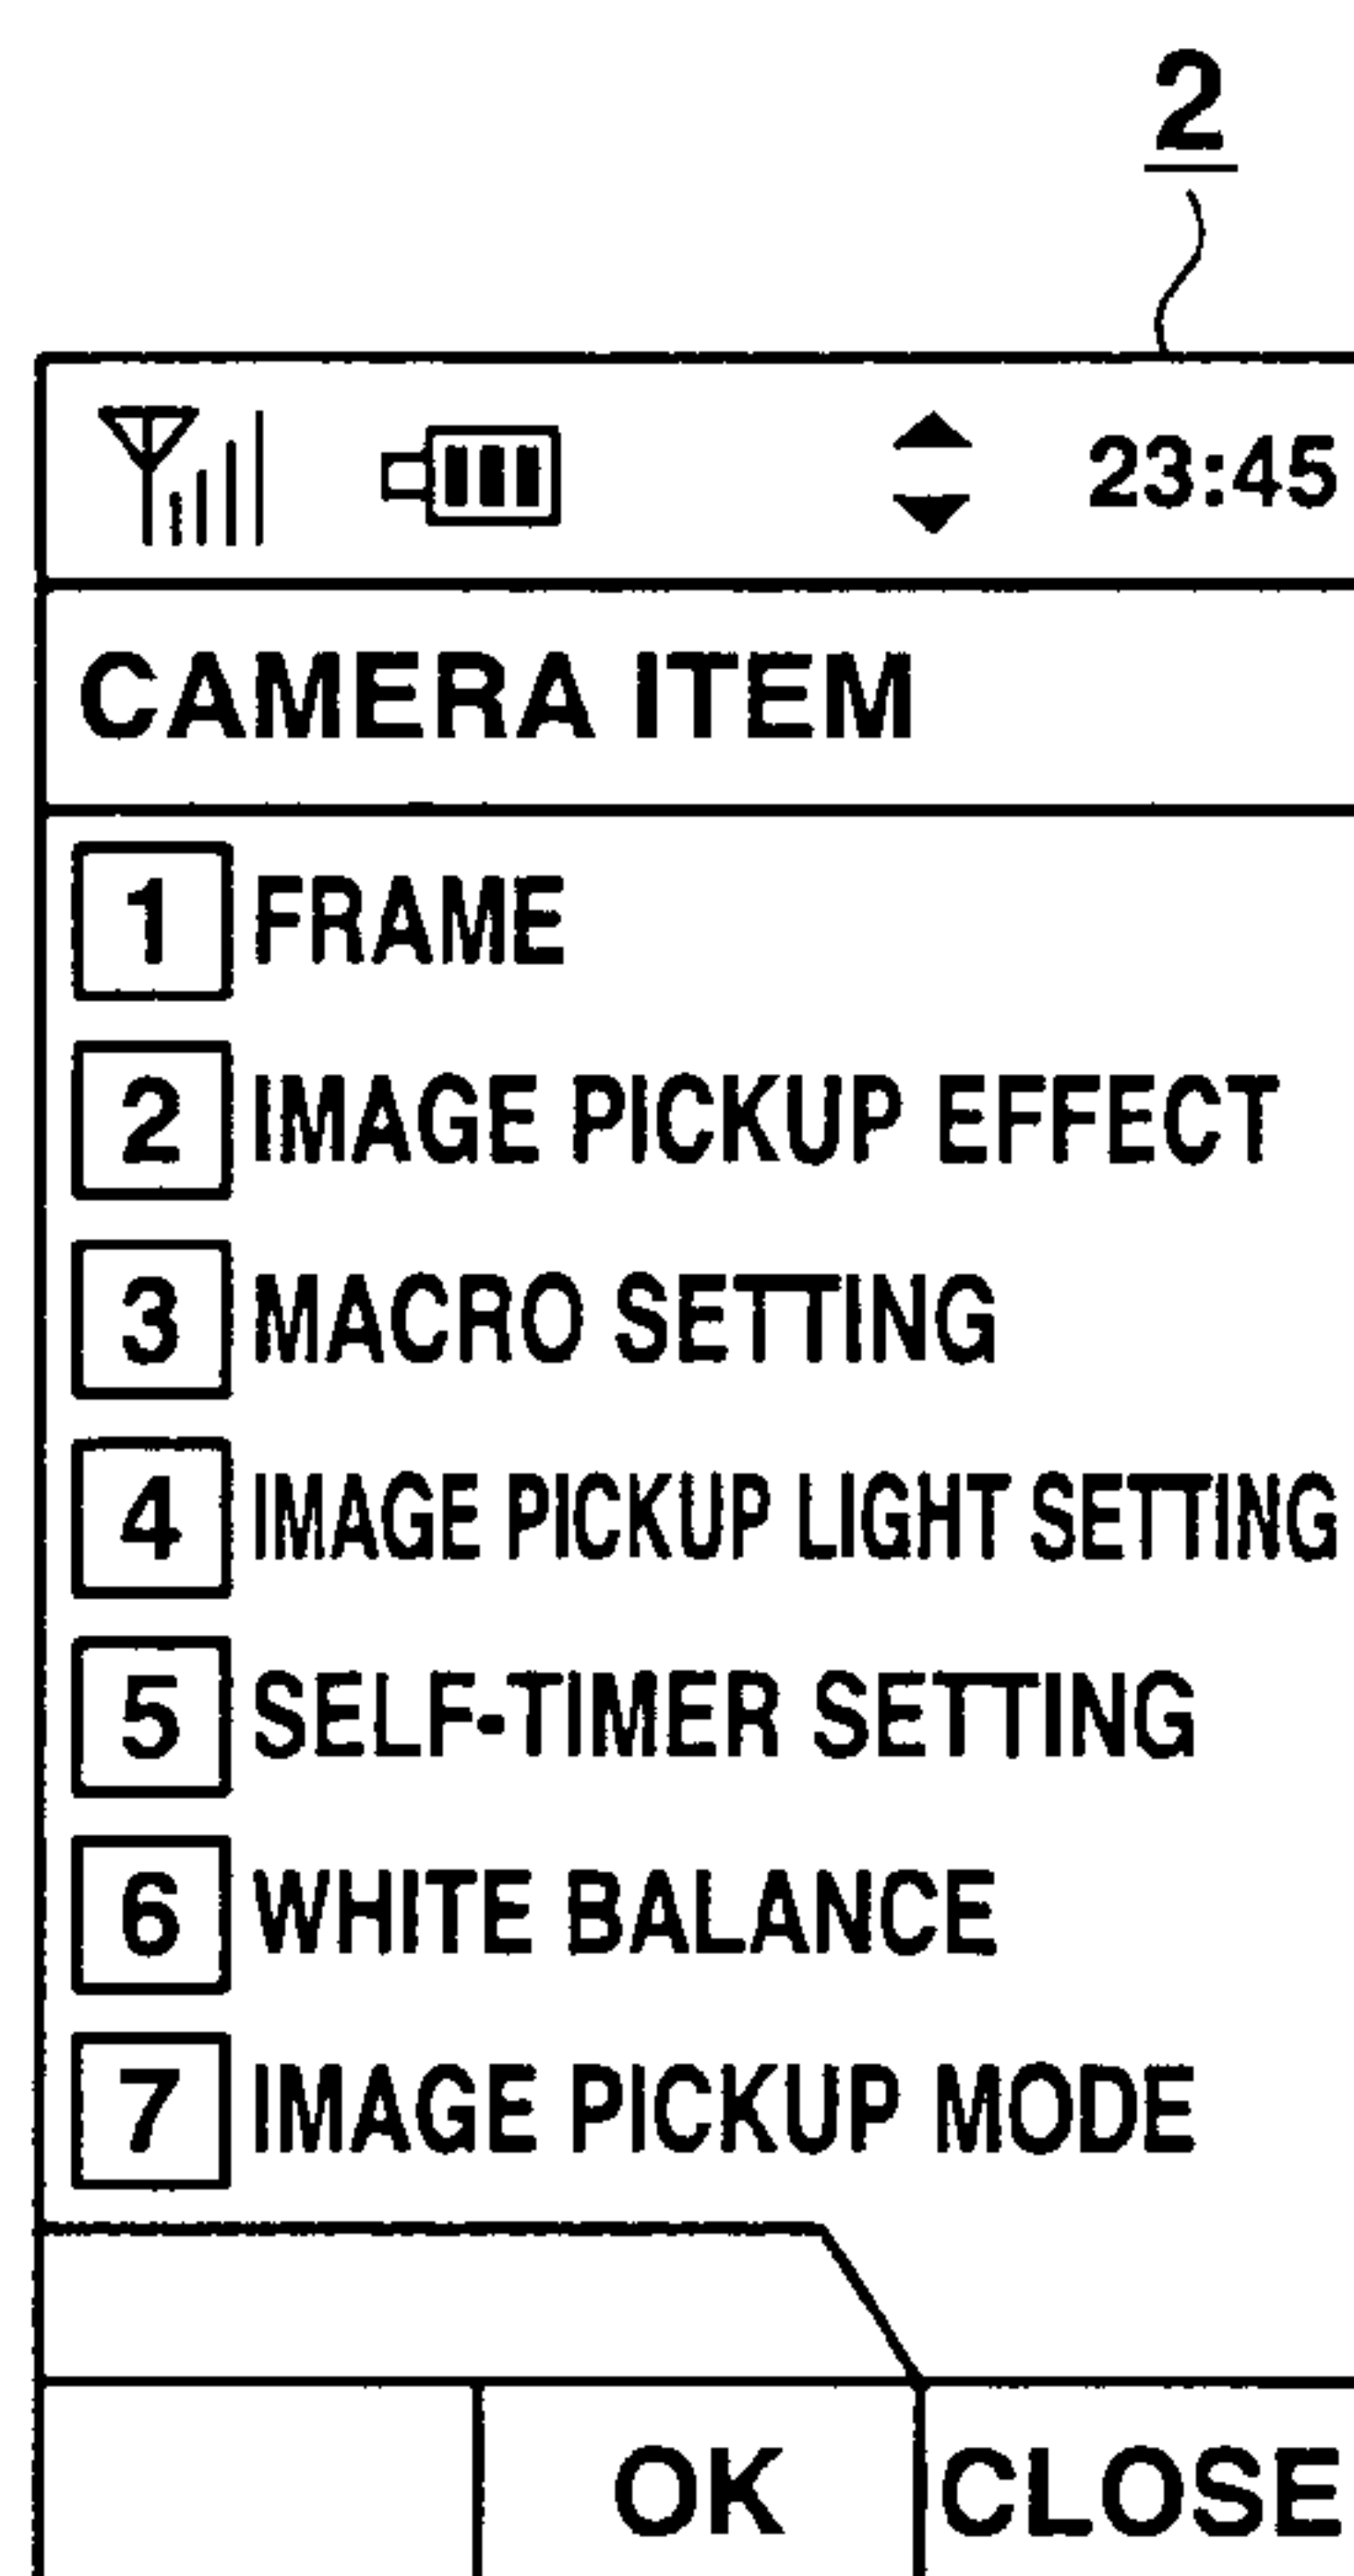 2
23:45
CAMERA ITEM
1 FRAME
2 IMAGE PICKUP EFFECT
3 MACRO SETTING
4 IMAGE PICKUP LIGHT SETTING
5 SELF-TIMER SETTING
6 WHITE BALANCE
7 IMAGE PICKUP MODE
OK CLOSE